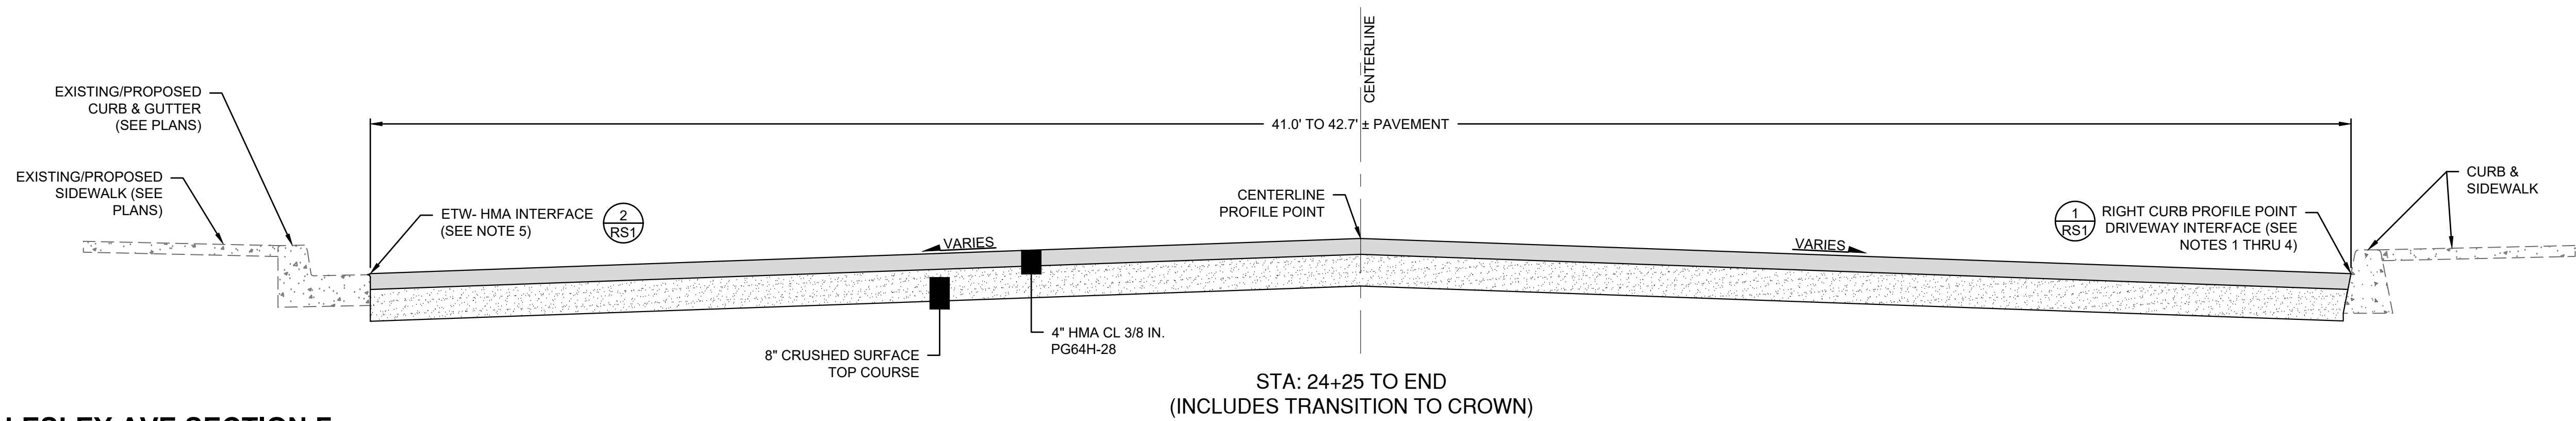 CENTERLINE
EXISTING/PROPOSED
CURB & GUTTER
(SEE PLANS)
41.0' TO 42.7' ± PAVEMENT
EXISTING/PROPOSED
SIDEWALK (SEE
PLANS)
CURB &
SIDEWALK
CENTERLINE
PROFILE POINT
ETW- HMA INTERFACE
(SEE NOTE 5)
2
RS1
1
RS1
RIGHT CURB PROFILE POINT
DRIVEWAY INTERFACE (SEE
NOTES 1 THRU 4)
VARIES
VARIES
4" HMA CL 3/8 IN.
PG64H-28
8" CRUSHED SURFACE
TOP COURSE
STA: 24+25 TO END
(INCLUDES TRANSITION TO CROWN)